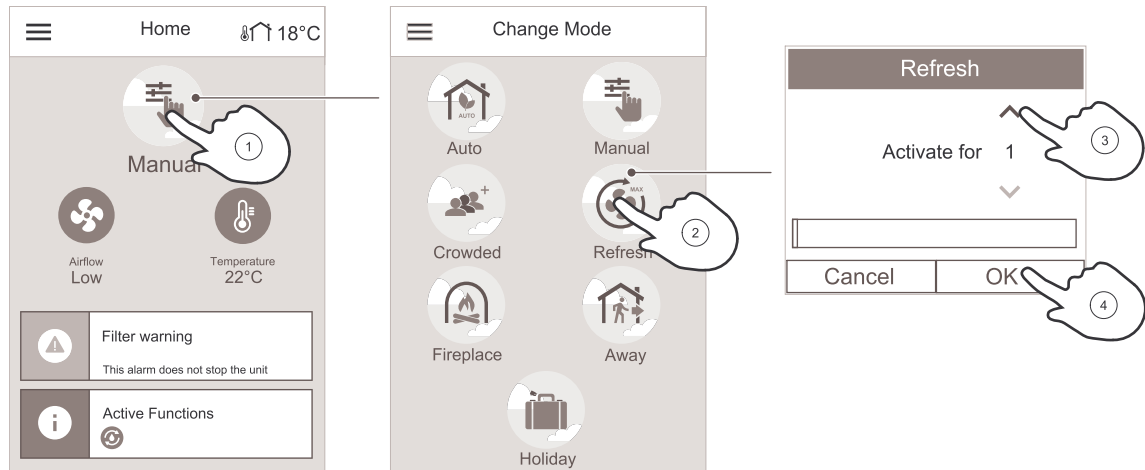 Home
18°C
Manual
1
Airflow
Low
Temperature
22°C
Filter warning
This alarm does not stop the unit
Active Functions
Change Mode
AUTO
Auto
Manual
Crowded
MAX
Refresh
2
Fireplace
Away
Holiday
Refresh
Activate for 1
3
Cancel
OK
4